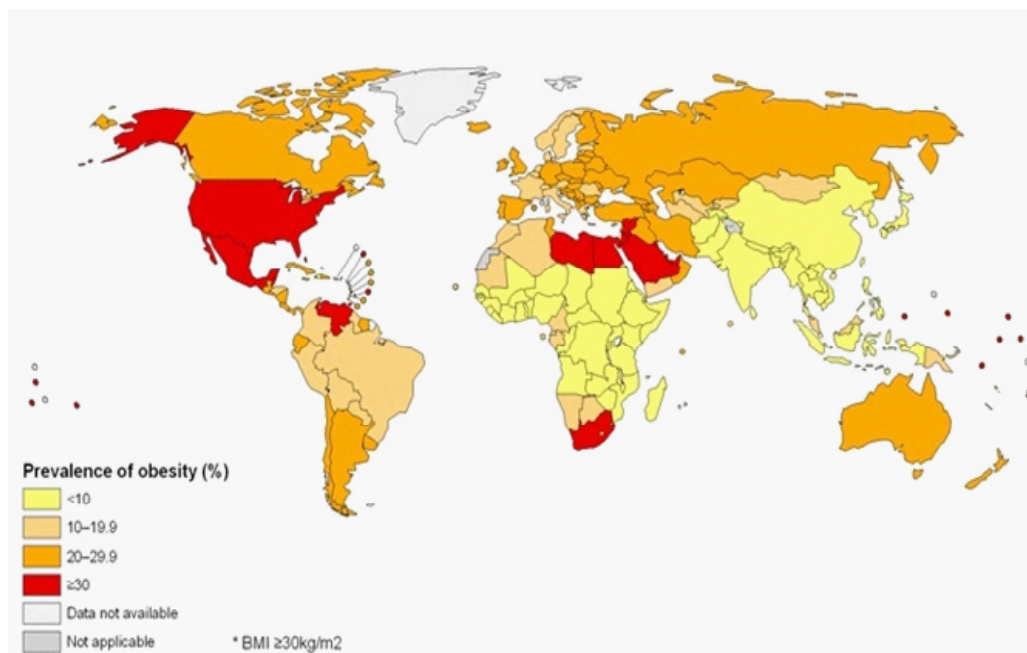 Prevalence of obesity (%)
<10
10–19.9
20–29.9
≥30
Data not available
Not applicable
* BMI ≥30kg/m2